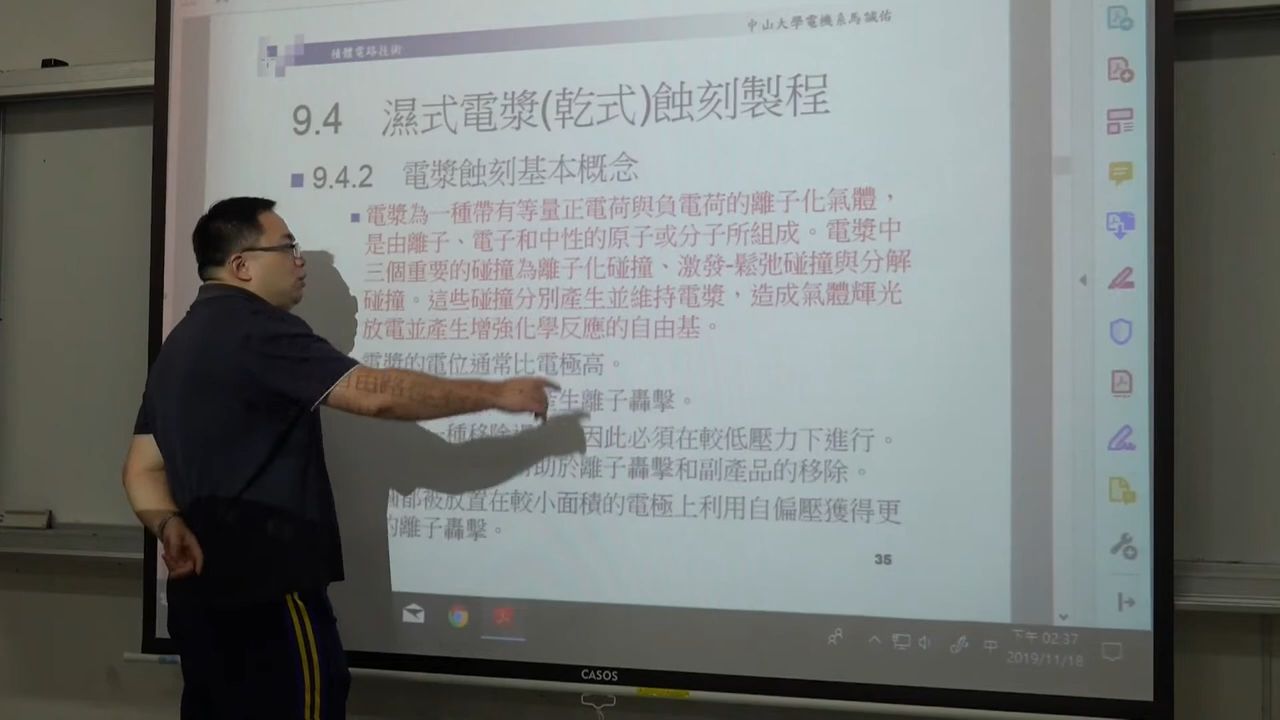 中山大學電機系馬誠佑
積體電路技術
9.4 濕式電漿(乾式)蝕刻製程
9.4.2 電漿蝕刻基本概念
電漿為一種帶有等量正電荷與負電荷的離子化氣體，
是由離子、電子和中性的原子或分子所組成。電漿中
三個重要的碰撞為離子化碰撞、激發-鬆弛碰撞與分解
碰撞。這些碰撞分別產生並維持電漿，造成氣體輝光
放電並產生增強化學反應的自由基。
電漿的電位通常比電極高。
產生離子轟擊。
一種移除 因此必須在較低壓力下進行。
助於離子轟擊和副產品的移除。
都被放置在較小面積的電極上利用自偏壓獲得更
的離子轟擊。
35
中
下午 02:37
2019/11/18
CASOS